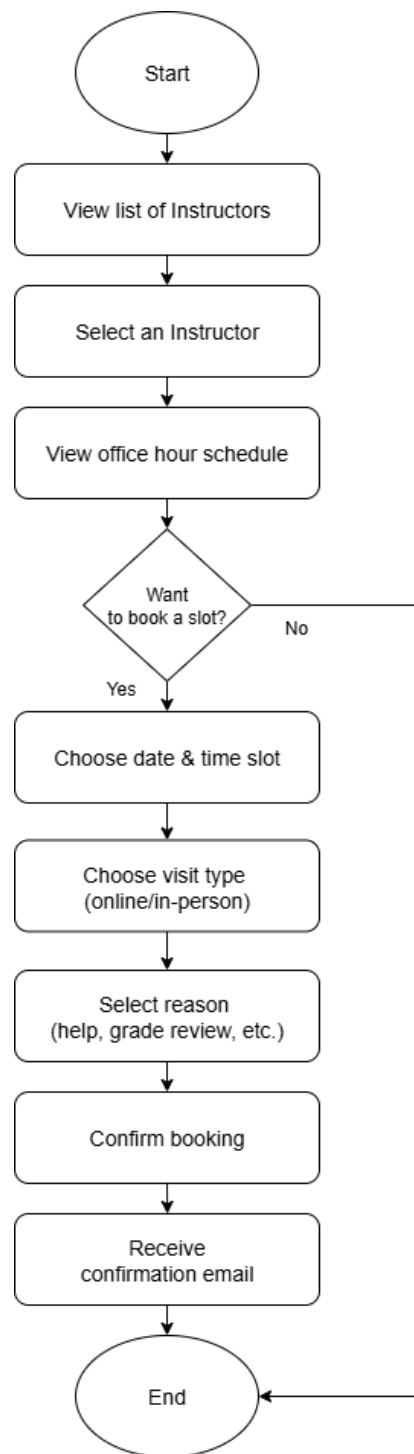 Start
View list of Instructors
Select an Instructor
View office hour schedule
Want
to book a slot?
No
Yes
Choose date & time slot
Choose visit type
(online/in-person)
Select reason
(help, grade review, etc.)
Confirm booking
Receive
confirmation email
End